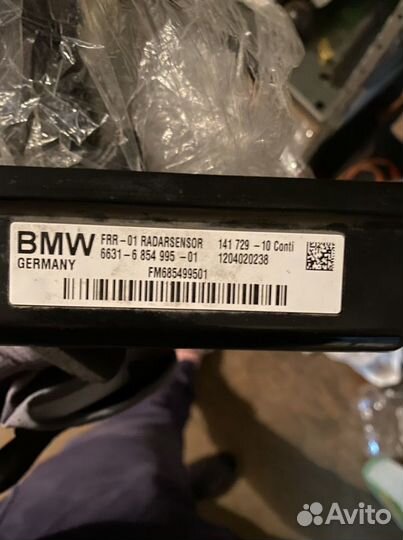 BMW FRR-01 RADARSENSOR 141 729-10 Conti
GERMANY 6631-6 854 995-01 1204020238
FM685499501
Avito